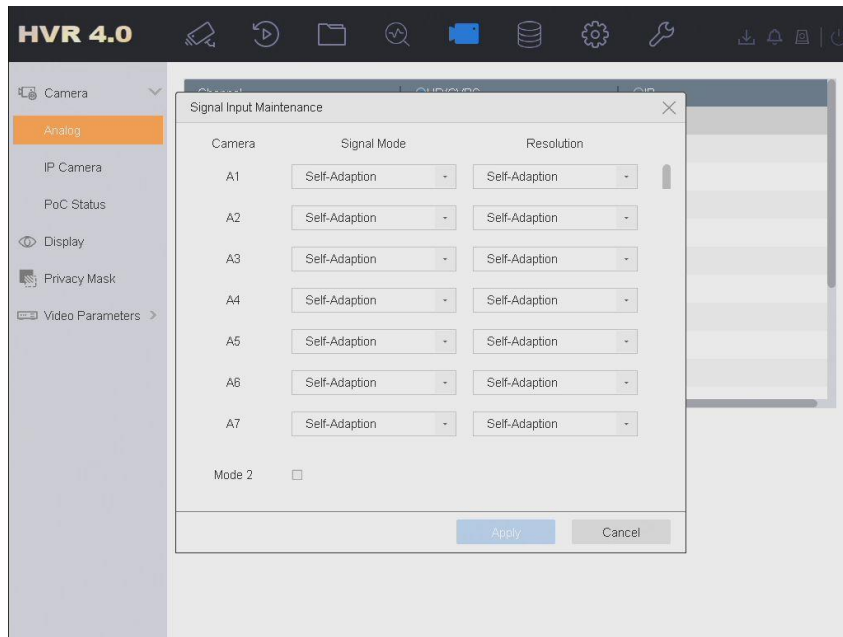 HVR 4.0
Camera
Analog
IP Camera
PoC Status
Display
Privacy Mask
Video Parameters
Channel
Signal Input Maintenance
Camera Signal Mode Resolution
A1 Self-Adaption Self-Adaption
A2 Self-Adaption Self-Adaption
A3 Self-Adaption Self-Adaption
A4 Self-Adaption Self-Adaption
A5 Self-Adaption Self-Adaption
A6 Self-Adaption Self-Adaption
A7 Self-Adaption Self-Adaption
Mode 2
Apply Cancel